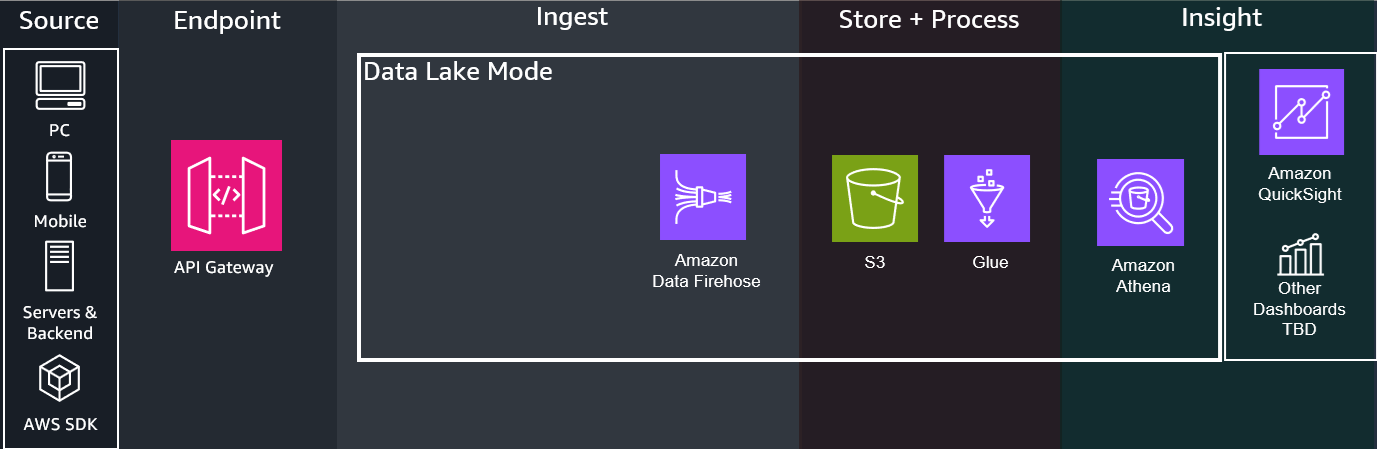 Source
Endpoint
Ingest
Store + Process
Insight
PC
Mobile
Servers &
Backend
AWS SDK
API Gateway
Data Lake Mode
Amazon
Data Firehose
S3
Glue
Amazon
Athena
Amazon
QuickSight
Other
Dashboards
TBD